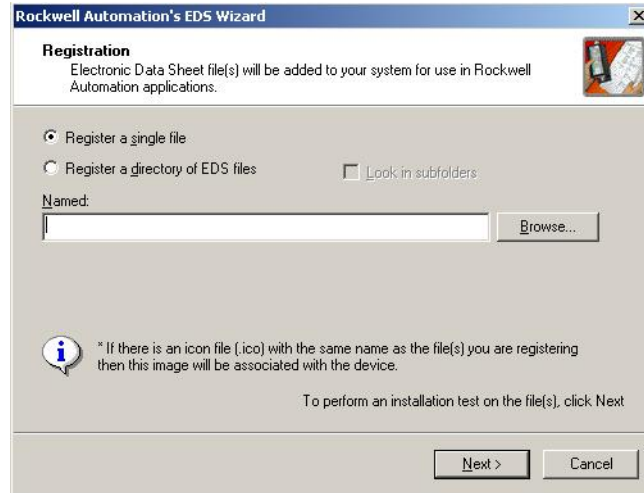 Rockwell Automation's EDS Wizard
Registration
Electronic Data Sheet file(s) will be added to your system for use in Rockwell
Automation applications.
Register a single file
Register a directory of EDS files
Look in subfolders
Named:
Browse...
* If there is an icon file (.ico) with the same name as the file(s) you are registering
then this image will be associated with the device.
To perform an installation test on the file(s), click Next
Next >
Cancel